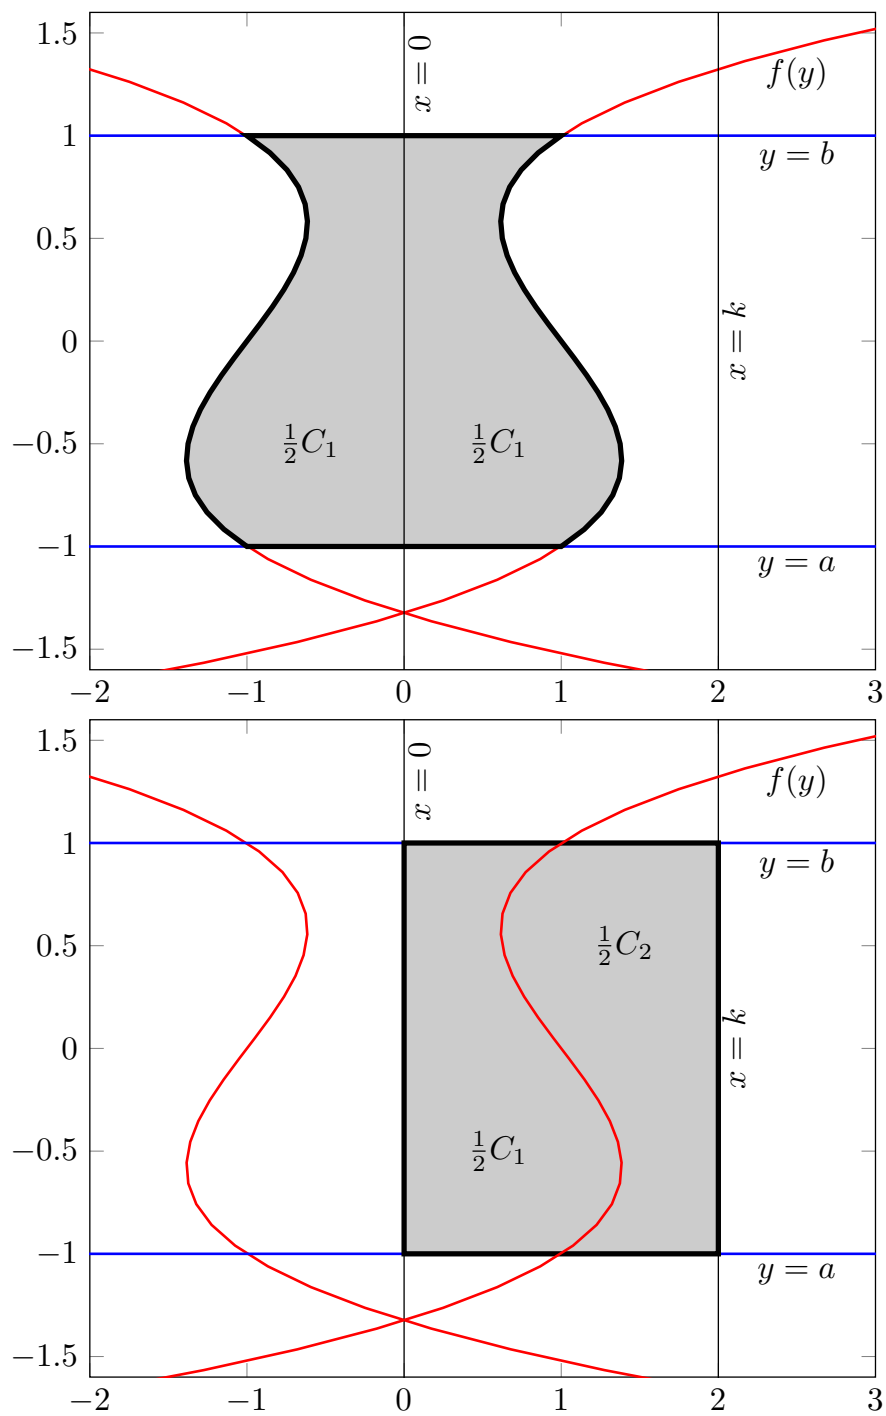 1.5
x = 0
f(y)
1
y = b
0.5
x = k
0
−0.5
½C₁
½C₁
−1
y = a
−1.5
−2 −1 0 1 2 3
1.5
x = 0
f(y)
1
y = b
0.5
½C₂
x = k
0
−0.5
½C₁
−1
y = a
−1.5
−2 −1 0 1 2 3